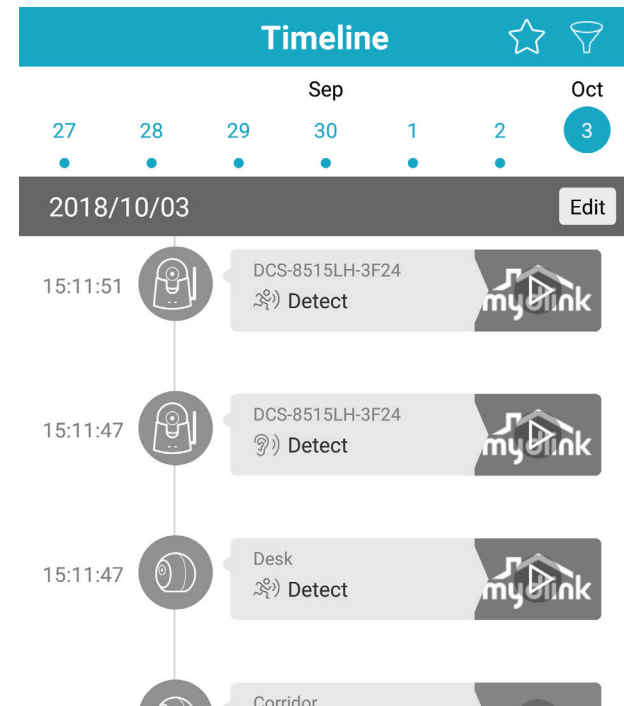 Timeline
Sep Oct
27 28 29 30 1 2 3
2018/10/03 Edit
15:11:51 DCS-8515LH-3F24
Detect
mydlink
15:11:47 DCS-8515LH-3F24
Detect
mydlink
15:11:47 Desk
Detect
mydlink
Corridor